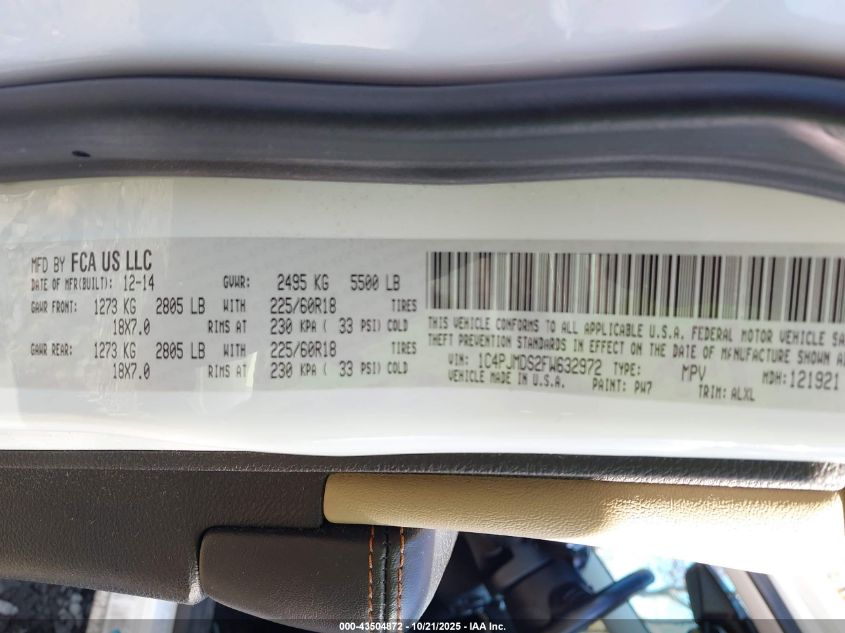 MFD BY FCA US LLC
DATE OF MFR(BUILT): 12-14 GVWR: 2495 KG 5500 LB
GAWR FRONT: 1273 KG 2805 LB WITH 225/60R18 TIRES
18X7.0 RIMS AT 230 KPA ( 33 PSI) COLD
GAWR REAR: 1273 KG 2805 LB WITH 225/60R18 TIRES
18X7.0 RIMS AT 230 KPA ( 33 PSI) COLD
THIS VEHICLE CONFORMS TO ALL APPLICABLE U.S.A. FEDERAL MOTOR VEHICLE SA
THEFT PREVENTION STANDARDS IN EFFECT ON THE DATE OF MANUFACTURE SHOWN A
VIN: 1C4PJMDS2FW632972 TYPE: MPV MDH: 121921
VEHICLE MADE IN U.S.A. PAINT: PW7 TRIM: ALXL
000-43504872 - 10/21/2025 - IAA Inc.